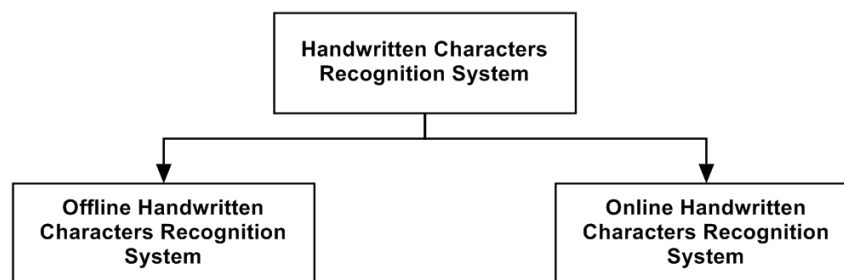 Handwritten Characters
Recognition System
Offline Handwritten
Characters Recognition
System
Online Handwritten
Characters Recognition
System